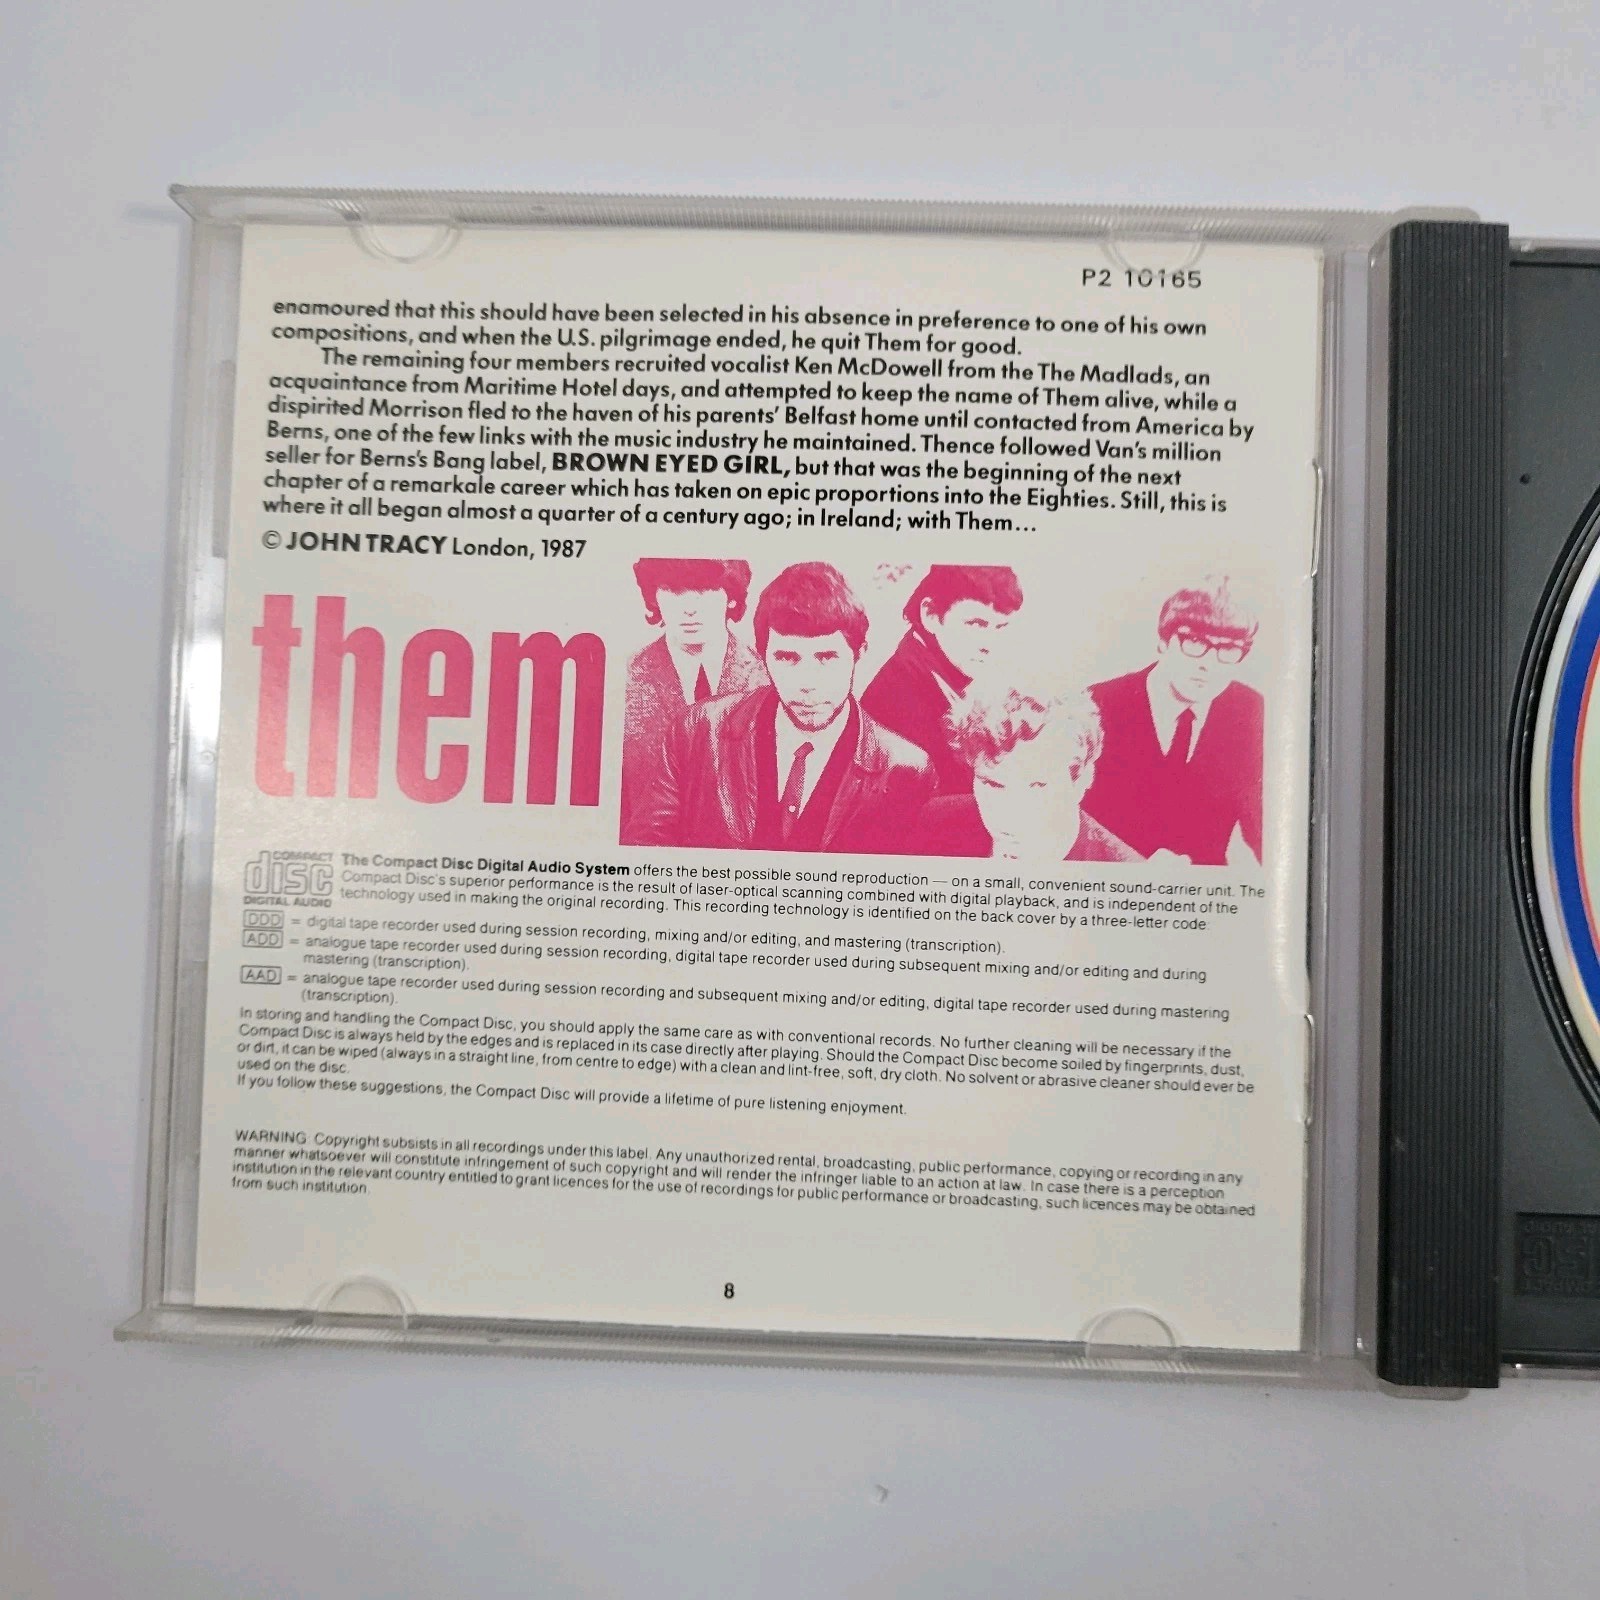 P2 10165
enamoured that this should have been selected in his absence in preference to one of his own
compositions, and when the U.S. pilgrimage ended, he quit Them for good.
The remaining four members recruited vocalist Ken McDowell from the The Madlads, an
acquaintance from Maritime Hotel days, and attempted to keep the name of Them alive, while a
dispirited Morrison fled to the haven of his parents' Belfast home until contacted from America by
Berns, one of the few links with the music industry he maintained. Thence followed Van's million
seller for Berns's Bang label, BROWN EYED GIRL, but that was the beginning of the next
chapter of a remarkale career which has taken on epic proportions into the Eighties. Still, this is
where it all began almost a quarter of a century ago; in Ireland; with Them...
© JOHN TRACY London, 1987
them
COMPACT
disc
DIGITAL AUDIO
The Compact Disc Digital Audio System offers the best possible sound reproduction — on a small, convenient sound-carrier unit. The
Compact Disc's superior performance is the result of laser-optical scanning combined with digital playback, and is independent of the
technology used in making the original recording. This recording technology is identified on the back cover by a three-letter code:
DDD = digital tape recorder used during session recording, mixing and/or editing, and mastering (transcription).
ADD = analogue tape recorder used during session recording, digital tape recorder used during subsequent mixing and/or editing and during
mastering (transcription).
AAD = analogue tape recorder used during session recording and subsequent mixing and/or editing, digital tape recorder used during mastering
(transcription).
In storing and handling the Compact Disc, you should apply the same care as with conventional records. No further cleaning will be necessary if the
Compact Disc is always held by the edges and is replaced in its case directly after playing. Should the Compact Disc become soiled by fingerprints, dust,
or dirt, it can be wiped (always in a straight line, from centre to edge) with a clean and lint-free, soft, dry cloth. No solvent or abrasive cleaner should ever be
used on the disc.
If you follow these suggestions, the Compact Disc will provide a lifetime of pure listening enjoyment.
WARNING: Copyright subsists in all recordings under this label. Any unauthorized rental, broadcasting, public performance, copying or recording in any
manner whatsoever will constitute infringement of such copyright and will render the infringer liable to an action at law. In case there is a perception
institution in the relevant country entitled to grant licences for the use of recordings for public performance or broadcasting, such licences may be obtained
from such institution.
8